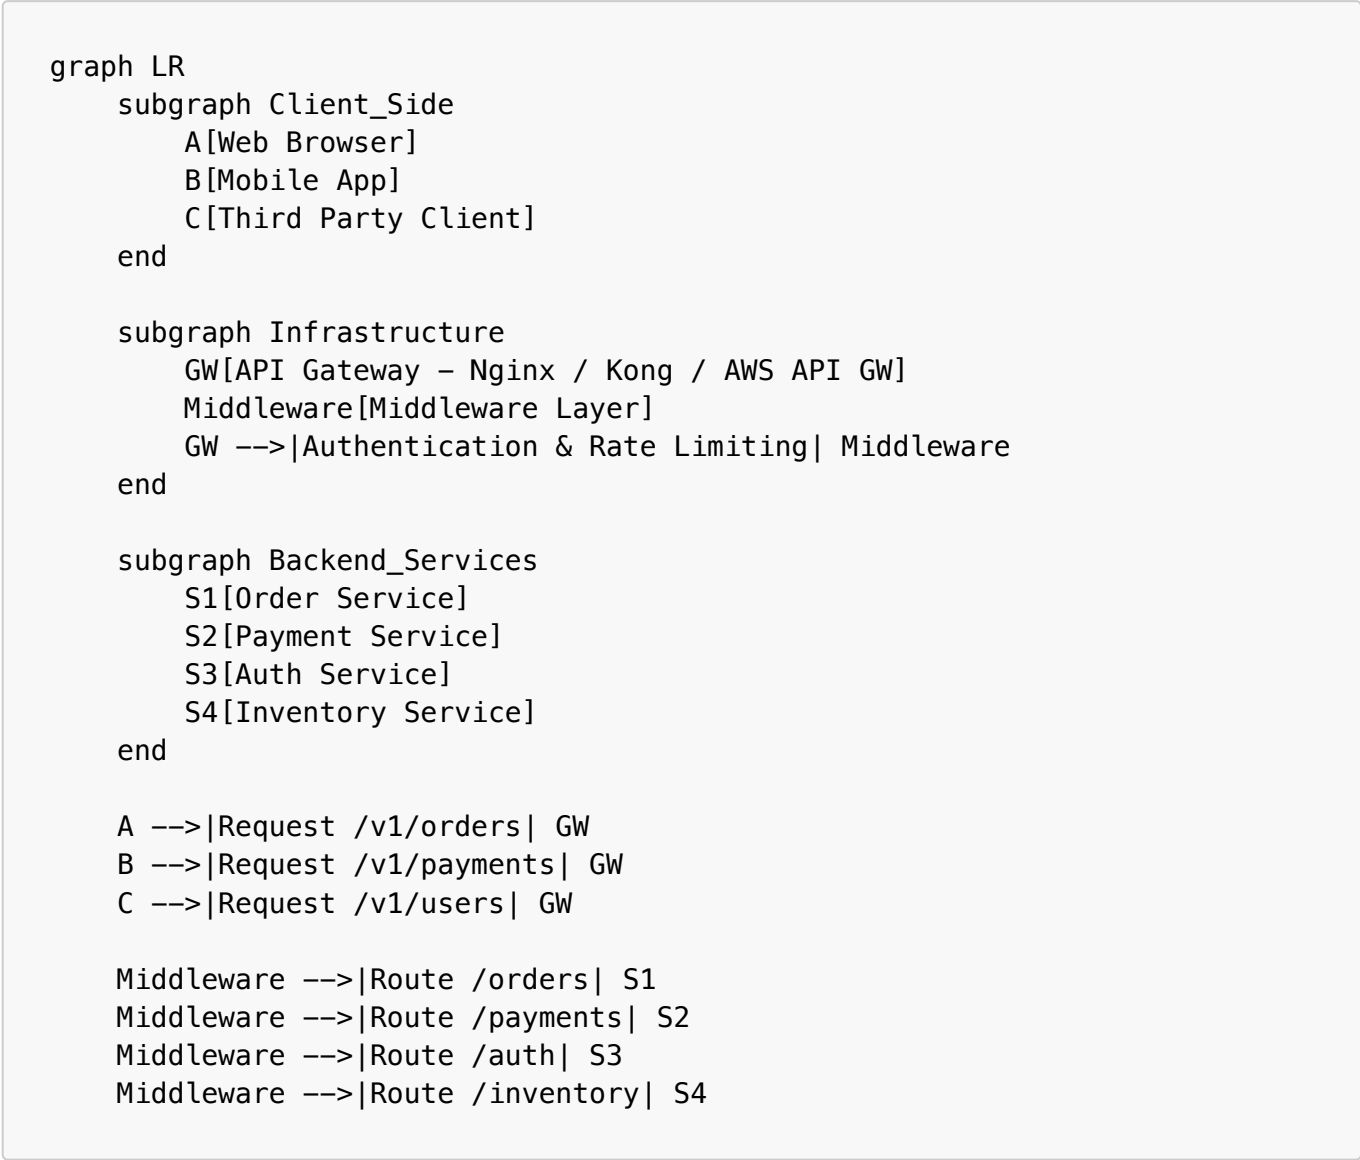 graph LR
subgraph Client_Side
A[Web Browser]
B[Mobile App]
C[Third Party Client]
end
subgraph Infrastructure
GW[API Gateway – Nginx / Kong / AWS API GW]
Middleware[Middleware Layer]
GW -->|Authentication & Rate Limiting| Middleware
end
subgraph Backend_Services
S1[Order Service]
S2[Payment Service]
S3[Auth Service]
S4[Inventory Service]
end
A -->|Request /v1/orders| GW
B -->|Request /v1/payments| GW
C -->|Request /v1/users| GW
Middleware -->|Route /orders| S1
Middleware -->|Route /payments| S2
Middleware -->|Route /auth| S3
Middleware -->|Route /inventory| S4